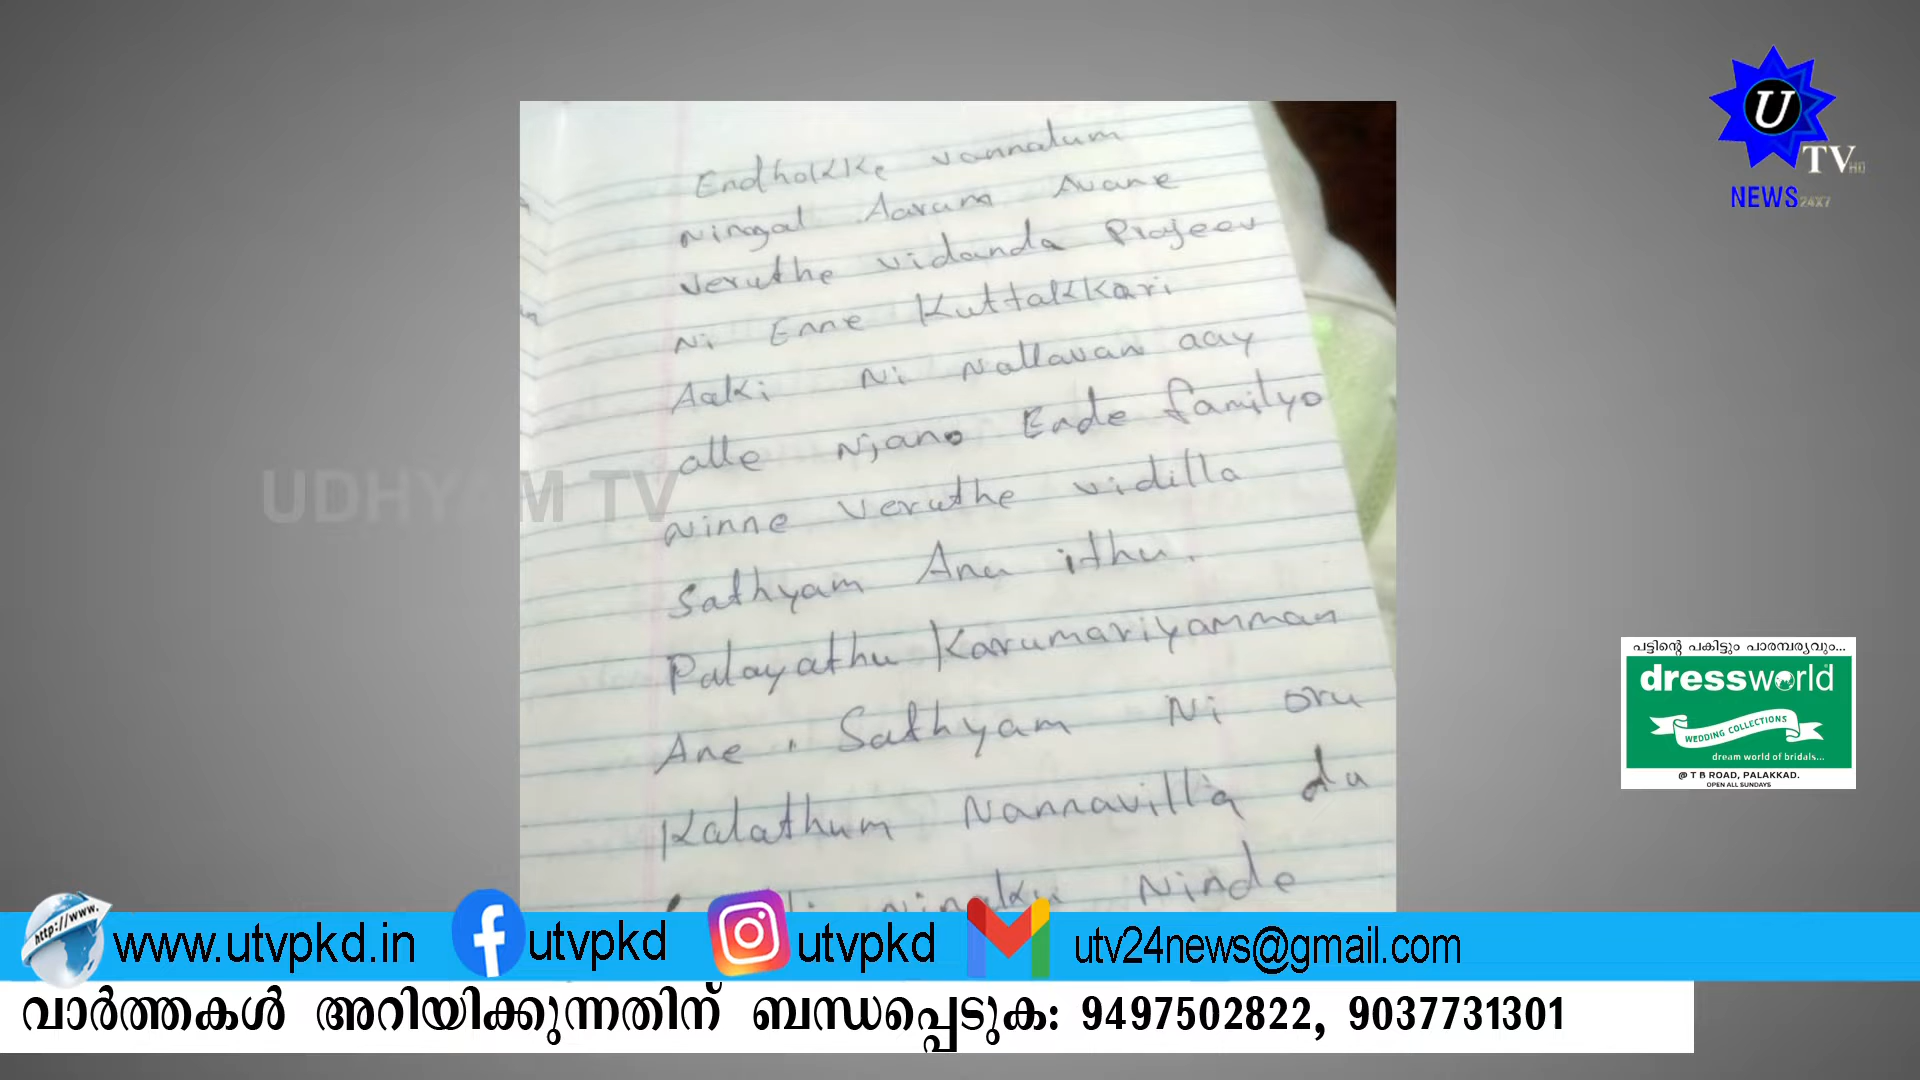 Endhokke vannalum
Ningal Aarum Avane
veruthe vidanda Prajeev
Ni Enne Kuttakkari
Aaki Ni Nallavan aay
alle Njano Ende familyo
Ninne veruthe vidilla
Sathyam Anu ithu.
Palayathu Karumariyamman
Ane. Sathyam Ni oru
Kalathum Nannavilla da
Ninde
UDHYAM TV
U
TV HD
NEWS 24X7
പട്ടിന്റെ പകിട്ടും പാരമ്പര്യവും...
dressworld
WEDDING COLLECTIONS
dream world of bridals...
@ T B ROAD, PALAKKAD.
OPEN ALL SUNDAYS
http://www.
www.utvpkd.in utvpkd utvpkd utv24news@gmail.com
വാർത്തകൾ അറിയിക്കുന്നതിന് ബന്ധപ്പെടുക: 9497502822, 9037731301